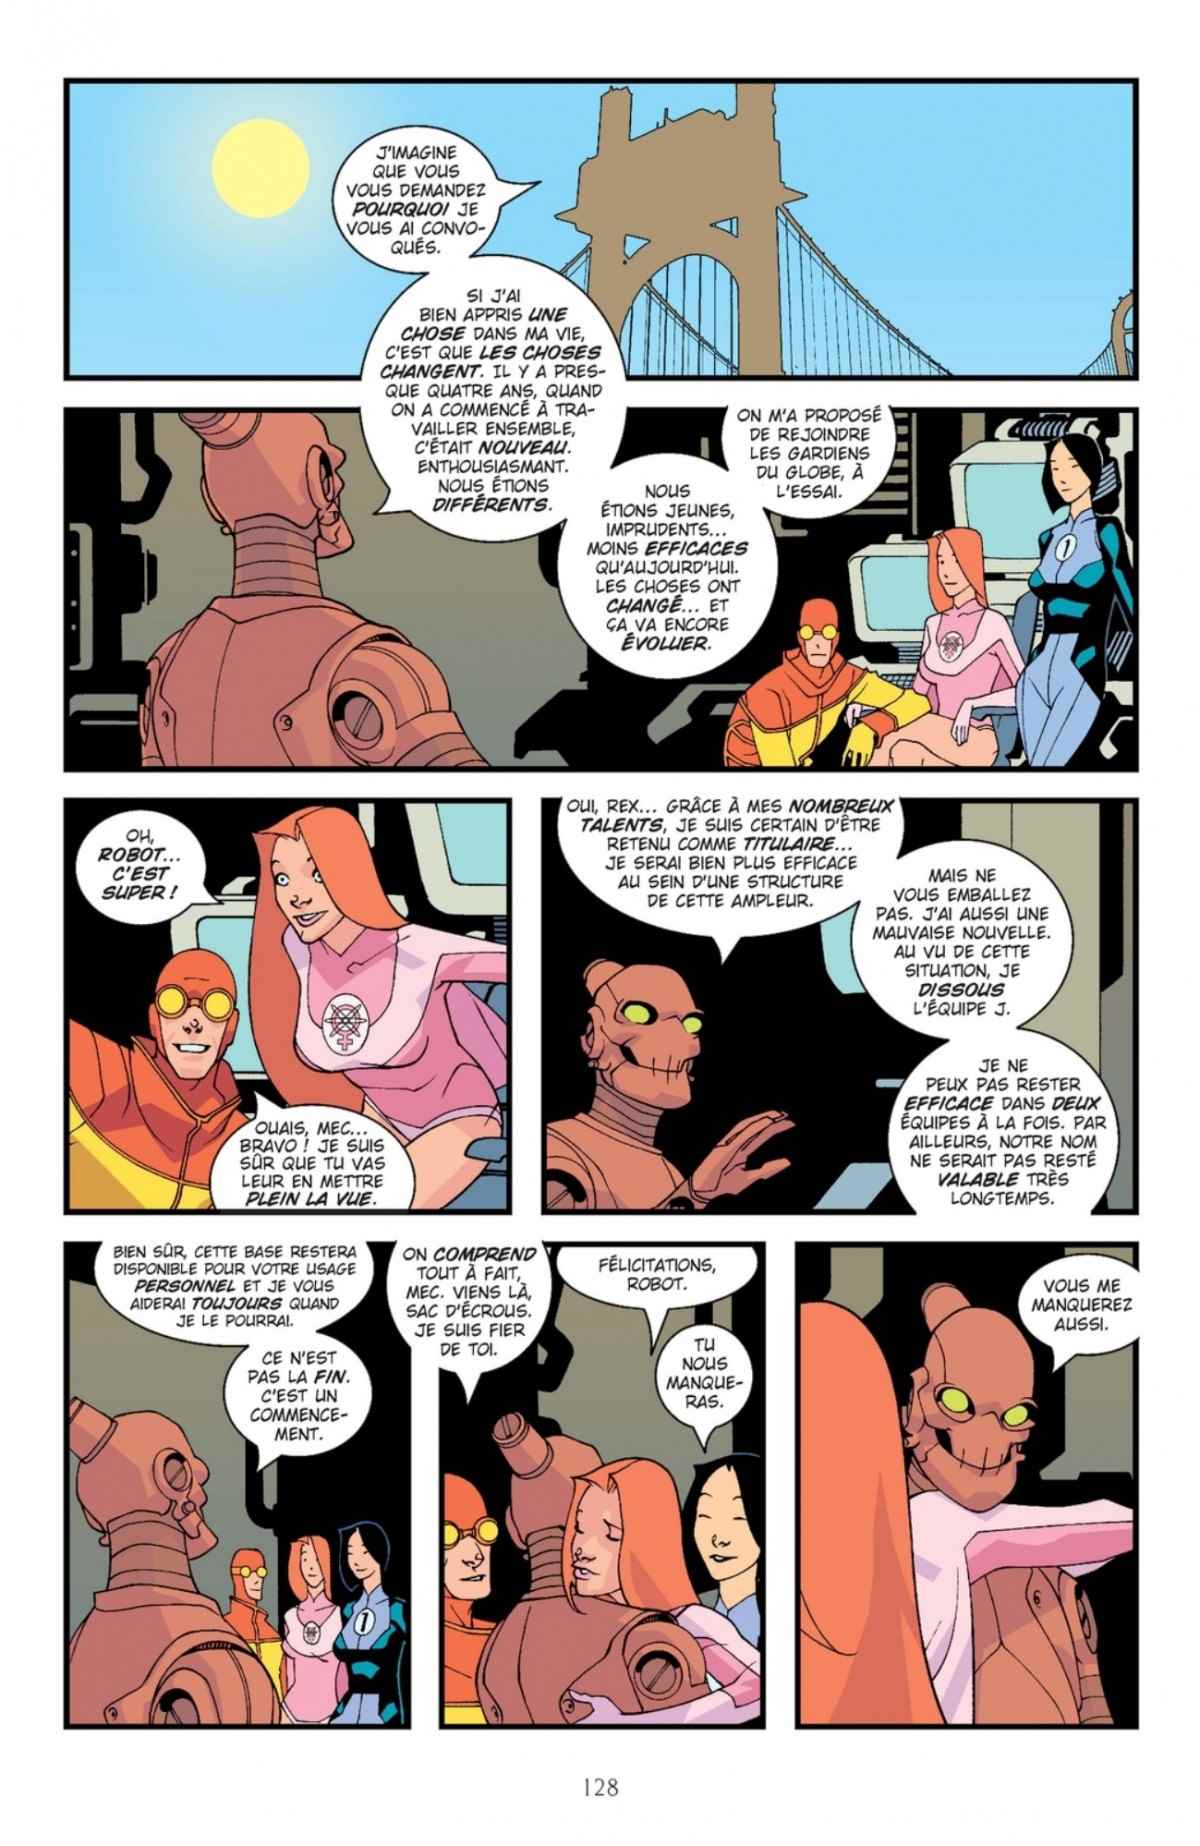 J'IMAGINE
QUE VOUS
VOUS DEMANDEZ
POURQUOI JE
VOUS AI CONVO-
QUÉS.
SI J'AI
BIEN APPRIS UNE
CHOSE DANS MA VIE,
C'EST QUE LES CHOSES
CHANGENT. IL Y A PRES-
QUE QUATRE ANS, QUAND
ON A COMMENCÉ À TRA-
VAILLER ENSEMBLE,
C'ÉTAIT NOUVEAU.
ENTHOUSIASMANT.
NOUS ÉTIONS
DIFFÉRENTS.
NOUS
ÉTIONS JEUNES,
IMPRUDENTS...
MOINS EFFICACES
QU'AUJOURD'HUI.
LES CHOSES ONT
CHANGÉ... ET
ÇA VA ENCORE
ÉVOLUER.
ON M'A PROPOSÉ
DE REJOINDRE
LES GARDIENS
DU GLOBE, À
L'ESSAI.
1
OH,
ROBOT...
C'EST
SUPER !
OUAIS, MEC...
BRAVO ! JE SUIS
SÛR QUE TU VAS
LEUR EN METTRE
PLEIN LA VUE.
OUI, REX... GRÂCE À MES NOMBREUX
TALENTS, JE SUIS CERTAIN D'ÊTRE
RETENU COMME TITULAIRE...
JE SERAI BIEN PLUS EFFICACE
AU SEIN D'UNE STRUCTURE
DE CETTE AMPLEUR.
MAIS NE
VOUS EMBALLEZ
PAS. J'AI AUSSI UNE
MAUVAISE NOUVELLE.
AU VU DE CETTE
SITUATION, JE
DISSOUS
L'ÉQUIPE J.
JE NE
PEUX PAS RESTER
EFFICACE DANS DEUX
ÉQUIPES À LA FOIS. PAR
AILLEURS, NOTRE NOM
NE SERAIT PAS RESTÉ
VALABLE TRÈS
LONGTEMPS.
BIEN SÛR, CETTE BASE RESTERA
DISPONIBLE POUR VOTRE USAGE
PERSONNEL ET JE VOUS
AIDERAI TOUJOURS QUAND
JE LE POURRAI.
CE N'EST
PAS LA FIN.
C'EST UN
COMMENCE-
MENT.
1
ON COMPREND
TOUT À FAIT,
MEC. VIENS LÀ,
SAC D'ÉCROUS.
JE SUIS FIER
DE TOI.
FÉLICITATIONS,
ROBOT.
TU
NOUS
MANQUE-
RAS.
VOUS ME
MANQUEREZ
AUSSI.
128